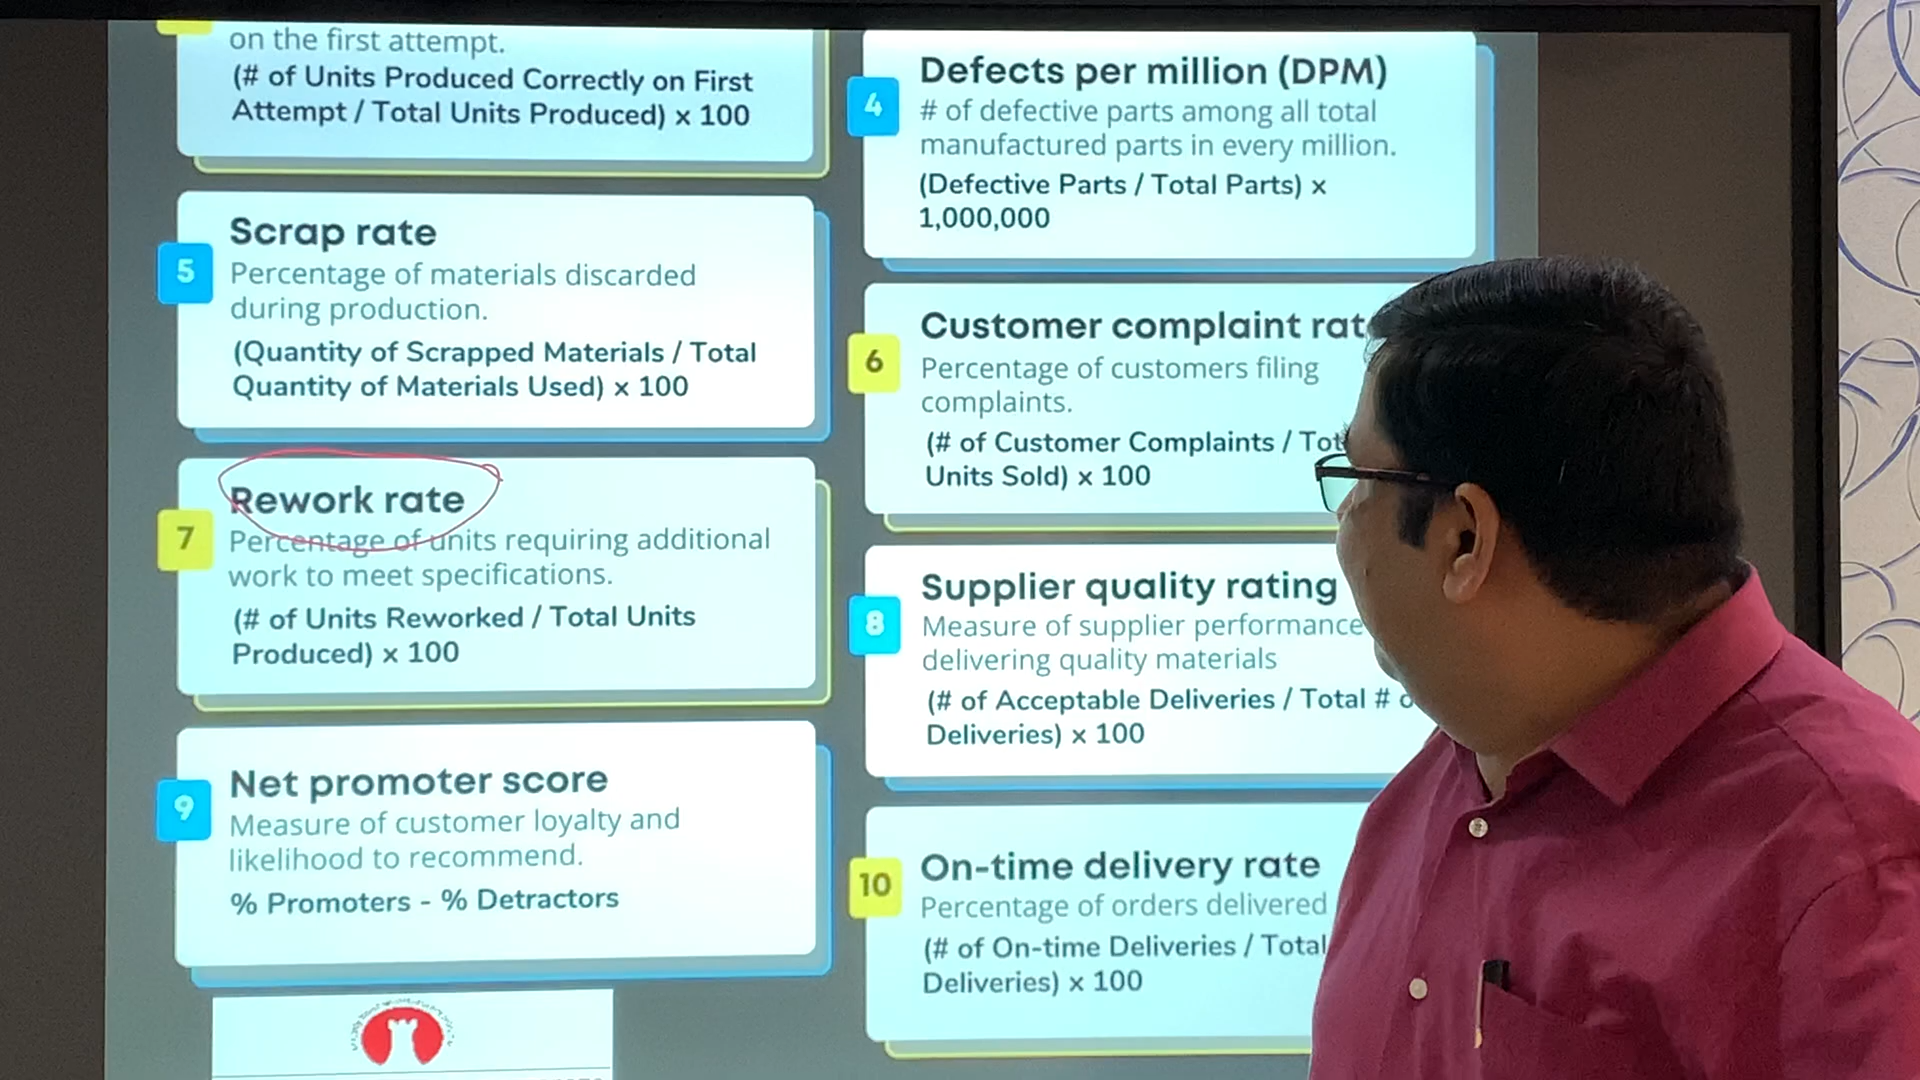 on the first attempt.
(# of Units Produced Correctly on First
Attempt / Total Units Produced) x 100
4
Defects per million (DPM)
# of defective parts among all total
manufactured parts in every million.
(Defective Parts / Total Parts) x
1,000,000
5
Scrap rate
Percentage of materials discarded
during production.
(Quantity of Scrapped Materials / Total
Quantity of Materials Used) x 100
6
Customer complaint rat
Percentage of customers filing
complaints.
(# of Customer Complaints / Tot
Units Sold) x 100
7
Rework rate
Percentage of units requiring additional
work to meet specifications.
(# of Units Reworked / Total Units
Produced) x 100
8
Supplier quality rating
Measure of supplier performance
delivering quality materials
(# of Acceptable Deliveries / Total # o
Deliveries) x 100
9
Net promoter score
Measure of customer loyalty and
likelihood to recommend.
% Promoters - % Detractors
10
On-time delivery rate
Percentage of orders delivered
(# of On-time Deliveries / Total
Deliveries) x 100